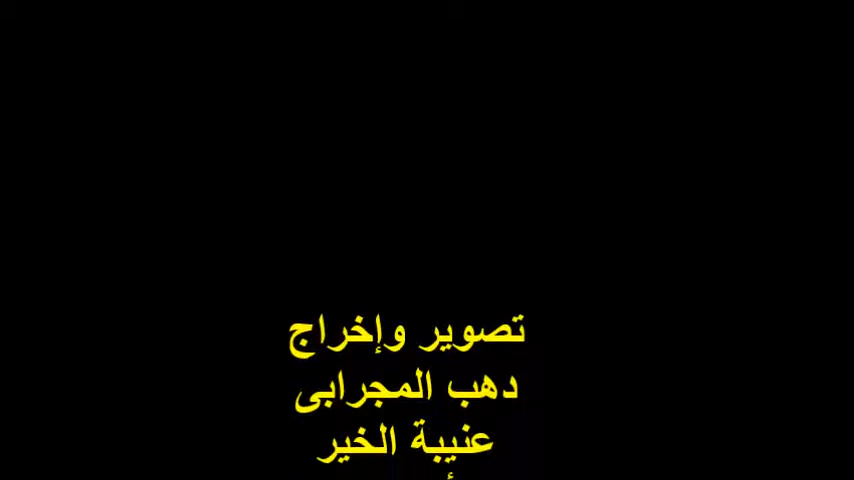 تصوير وإخراج
دهب المجرابى
عنيبة الخير